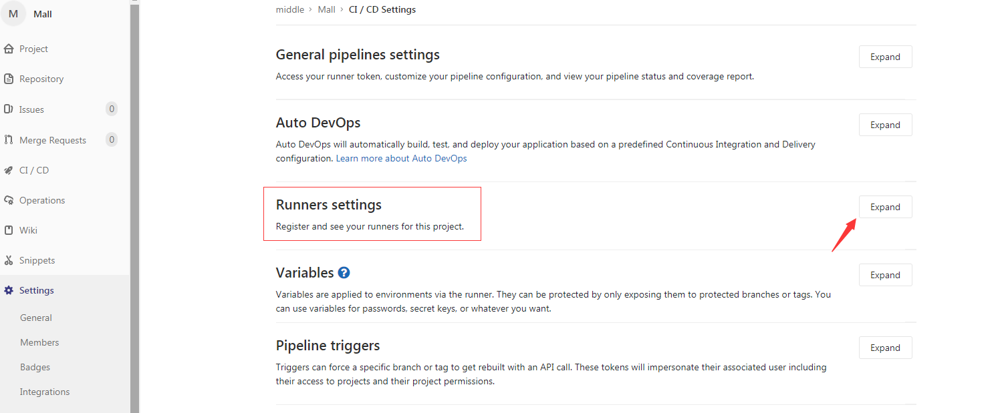 M Mall
Project
Repository
Issues 0
Merge Requests 0
CI / CD
Operations
Wiki
Snippets
Settings
General
Members
Badges
Integrations
middle › Mall › CI / CD Settings
General pipelines settings
Expand
Access your runner token, customize your pipeline configuration, and view your pipeline status and coverage report.
Auto DevOps
Expand
Auto DevOps will automatically build, test, and deploy your application based on a predefined Continuous Integration and Delivery
configuration. Learn more about Auto DevOps
Runners settings
Expand
Register and see your runners for this project.
Variables ?
Expand
Variables are applied to environments via the runner. They can be protected by only exposing them to protected branches or tags. You
can use variables for passwords, secret keys, or whatever you want.
Pipeline triggers
Expand
Triggers can force a specific branch or tag to get rebuilt with an API call. These tokens will impersonate their associated user including
their access to projects and their project permissions.